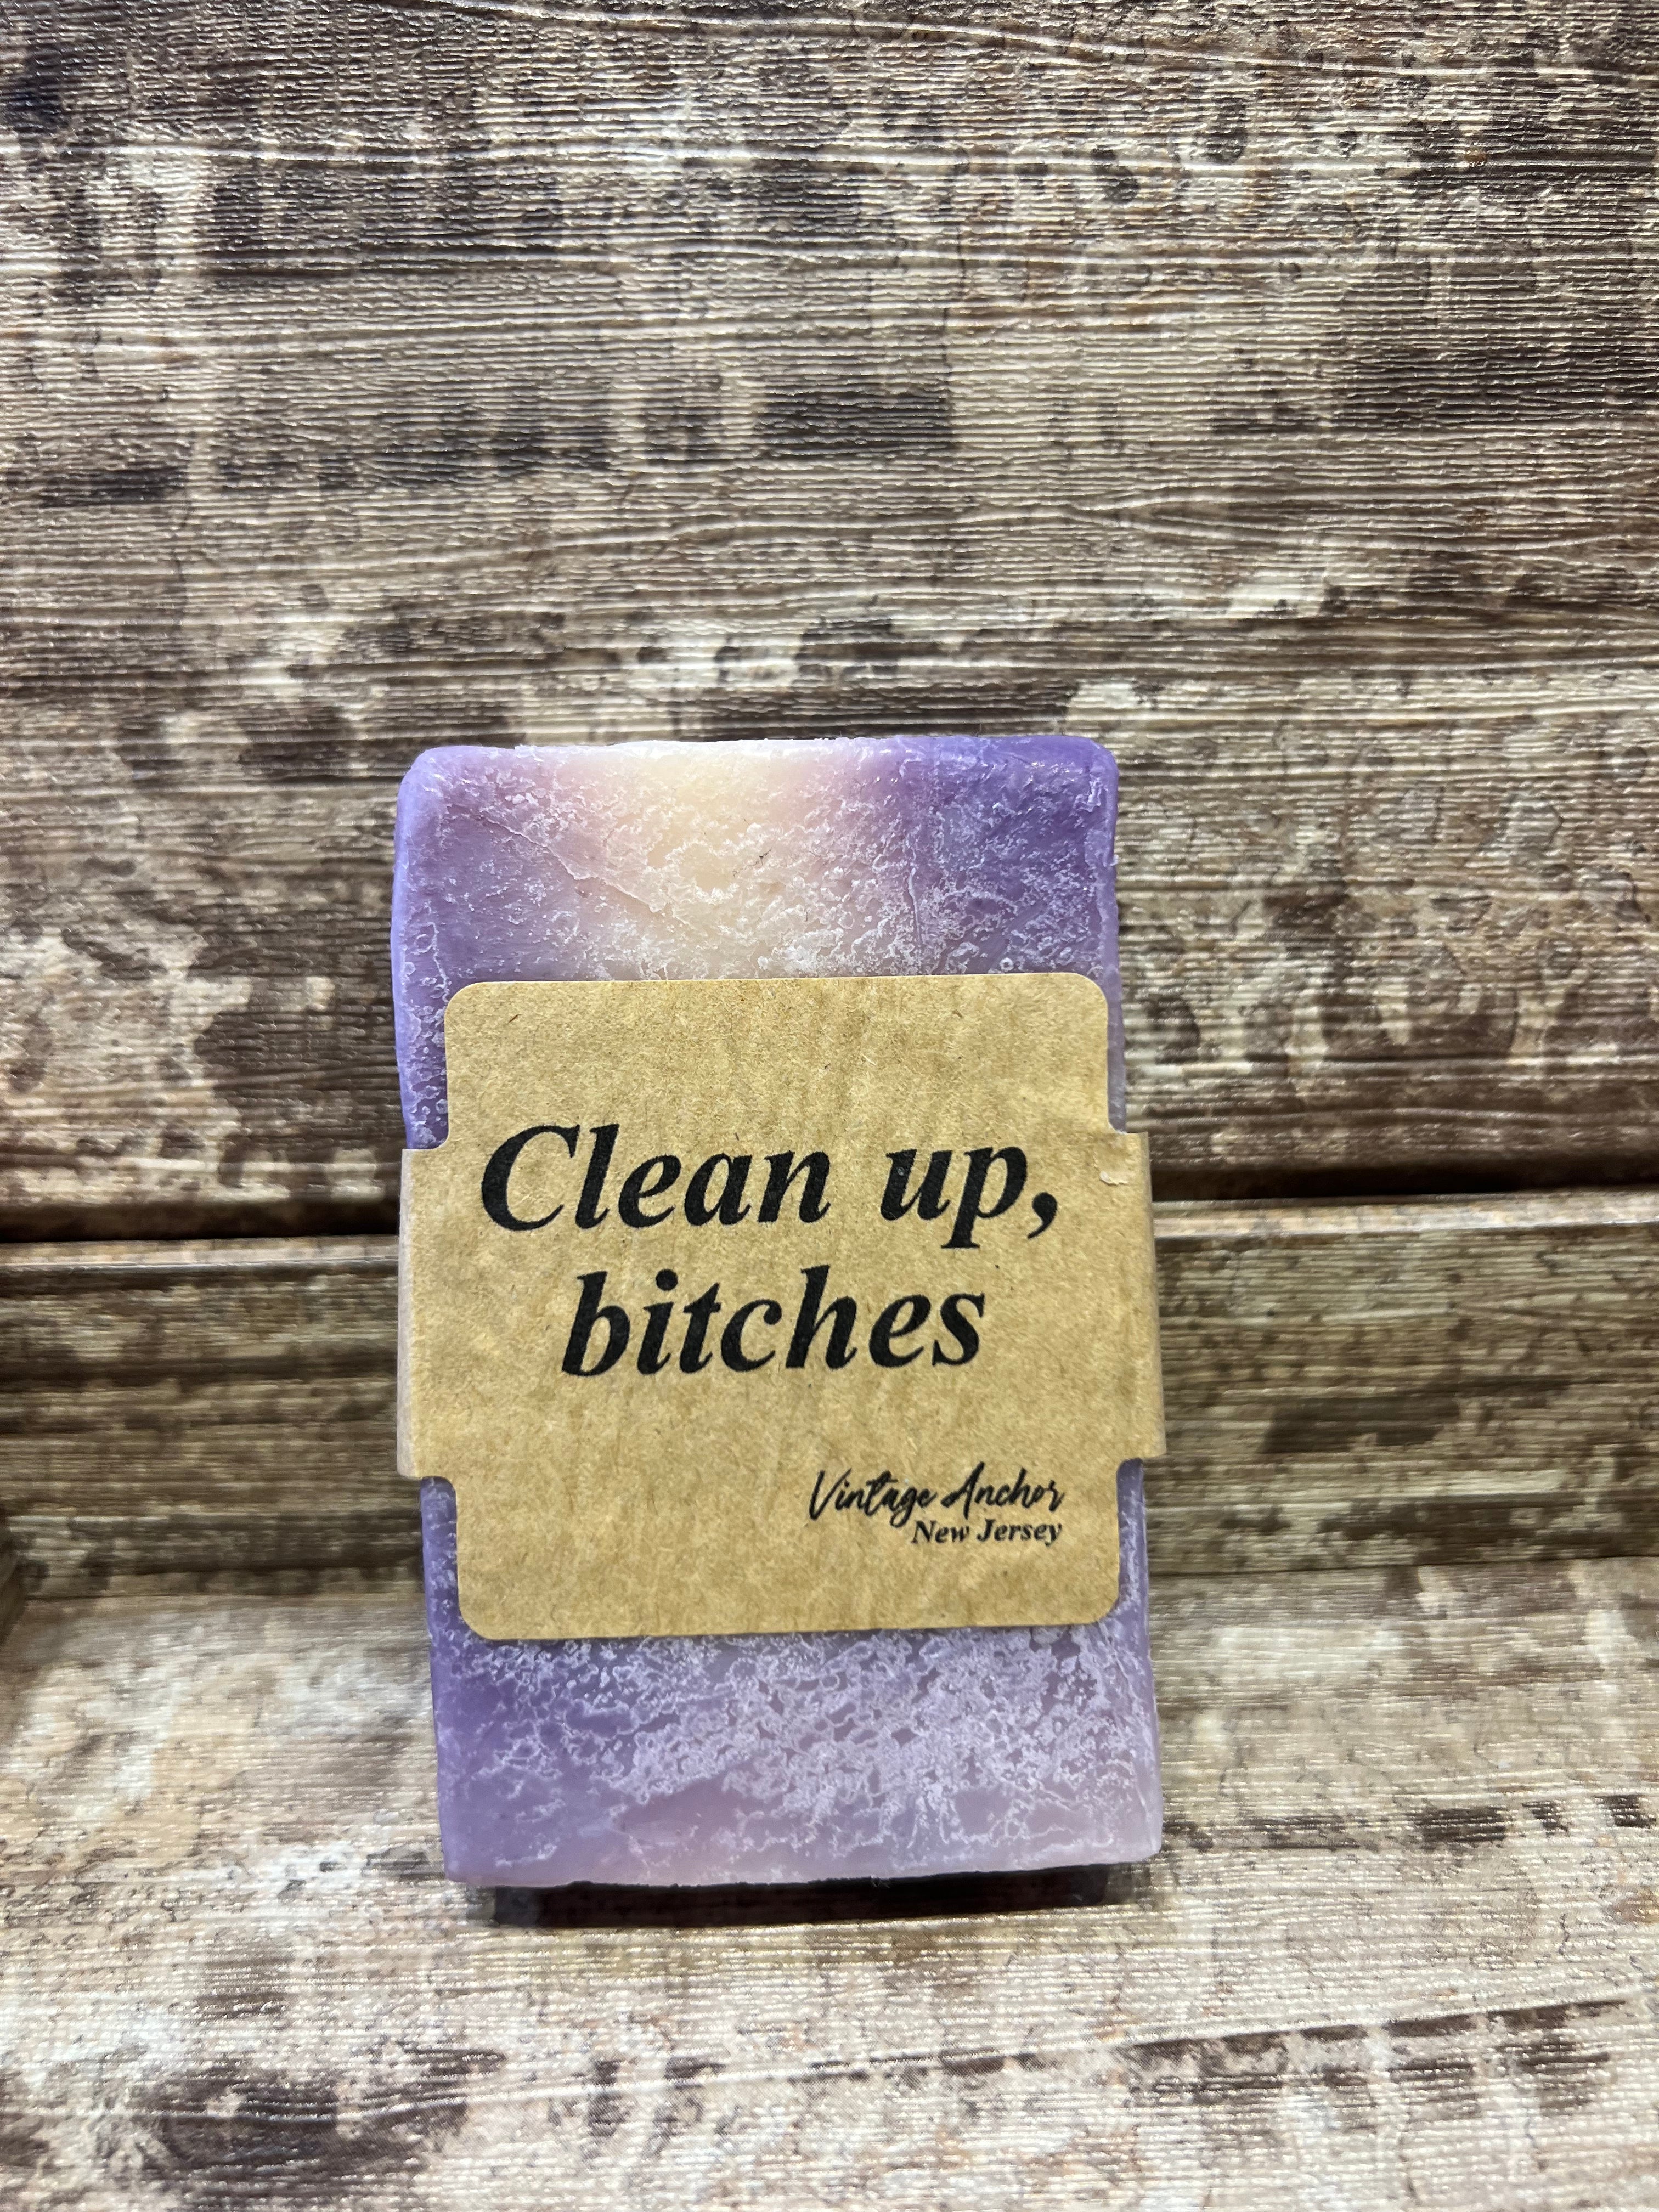 Clean up,
bitches
Vintage Anchor
New Jersey